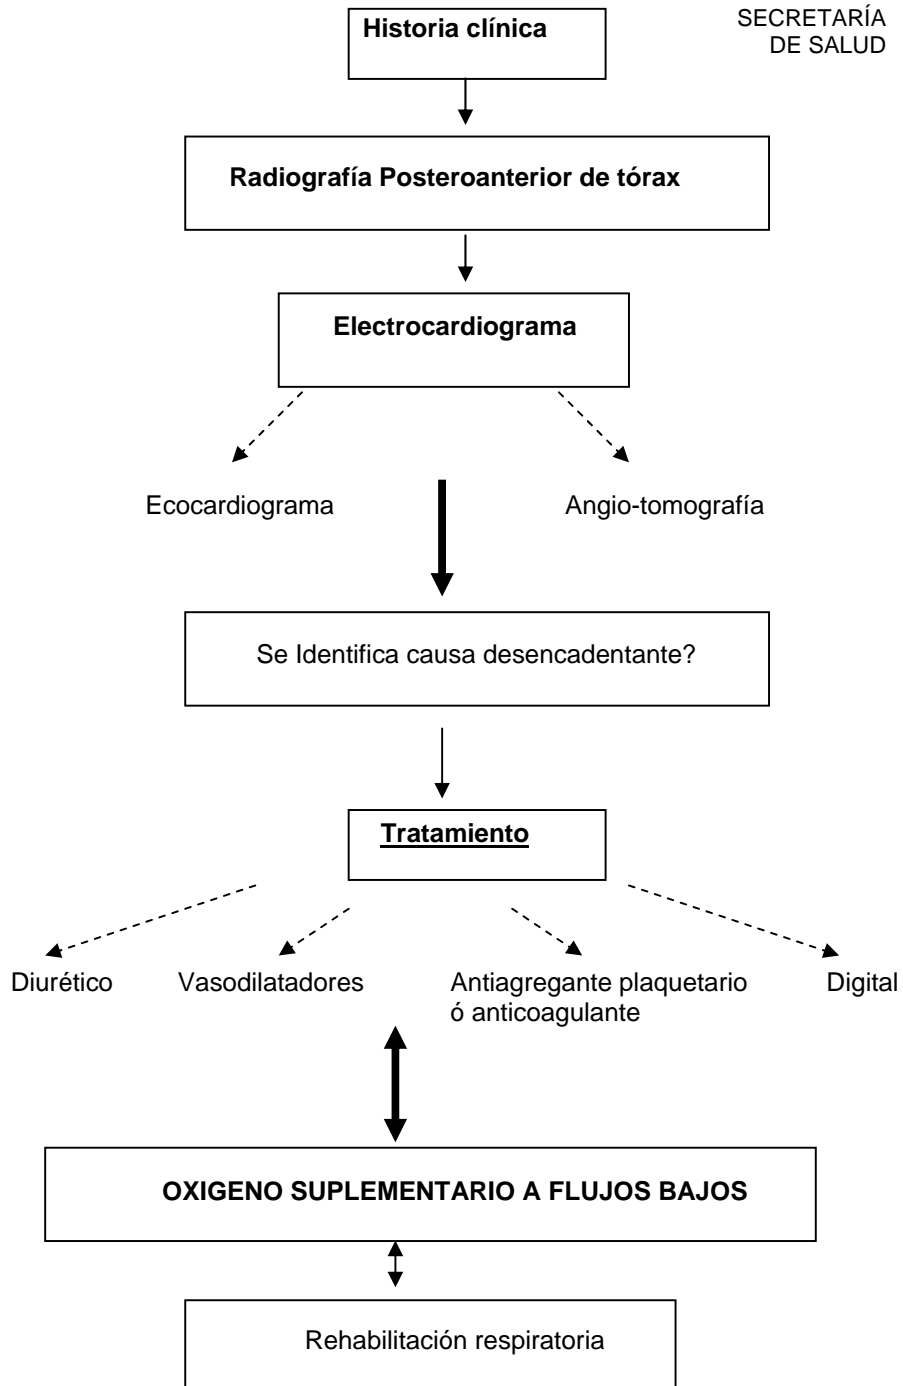 SECRETARÍA
DE SALUD
Historia clínica
Radiografía Posteroanterior de tórax
Electrocardiograma
Ecocardiograma
Angio-tomografía
Se Identifica causa desencadentante?
Tratamiento
Diurético
Vasodilatadores
Antiagregante plaquetario
ó anticoagulante
Digital
OXIGENO SUPLEMENTARIO A FLUJOS BAJOS
Rehabilitación respiratoria